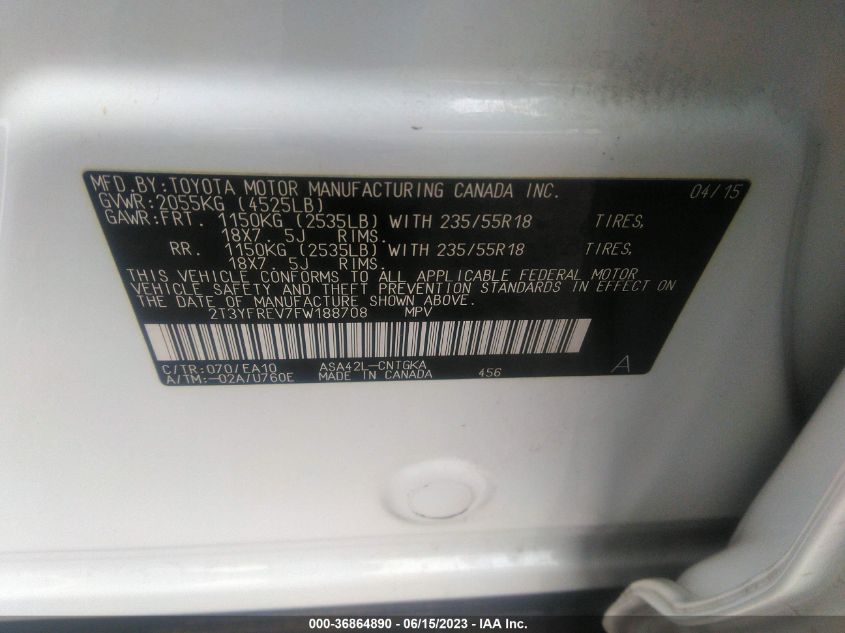 MFD. BY: TOYOTA MOTOR MANUFACTURING CANADA INC. 04/15
GVWR: 2055KG (4525LB)
GAWR: FRT. 1150KG (2535LB) WITH 235/55R18 TIRES,
18X7. 5J RIMS.
RR. 1150KG (2535LB) WITH 235/55R18 TIRES,
18X7. 5J RIMS.
THIS VEHICLE CONFORMS TO ALL APPLICABLE FEDERAL MOTOR
VEHICLE SAFETY AND THEFT PREVENTION STANDARDS IN EFFECT ON
THE DATE OF MANUFACTURE SHOWN ABOVE.
2T3YFREV7FW188708 MPV
C/TR: 070/EA10 ASA42L-CNTGKA
A/TM: -02A/U760E MADE IN CANADA 456 A
000-36864890 - 06/15/2023 - IAA Inc.